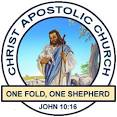 CHRIST APOSTOLIC CHURCH
ONE FOLD, ONE SHEPHERD
JOHN 10:16